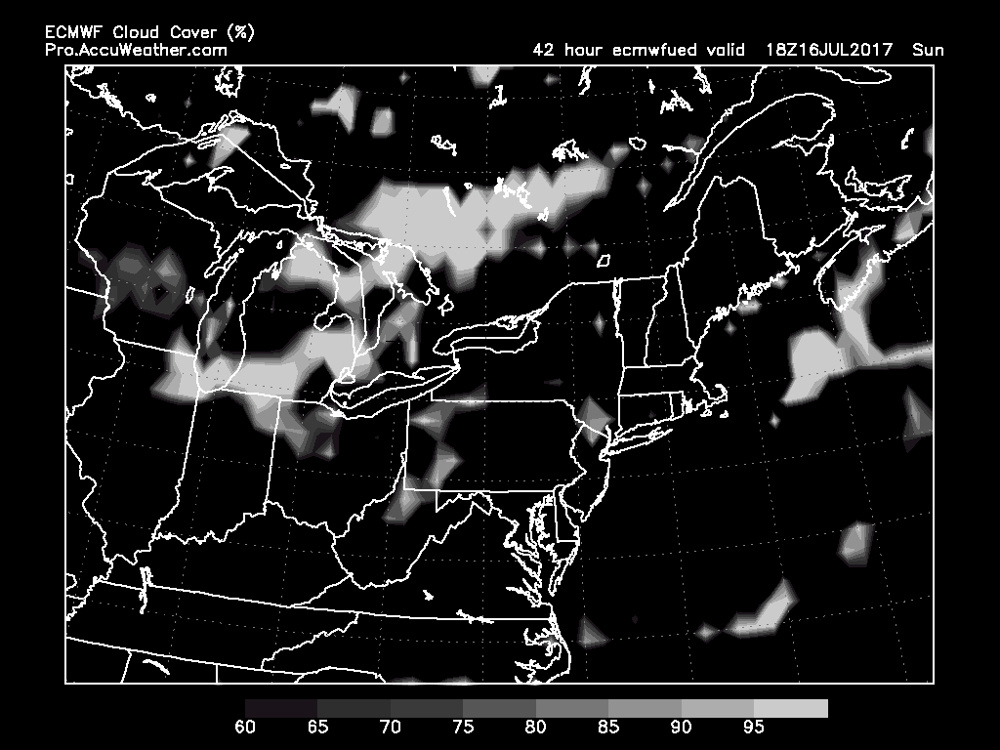 ECMWF Cloud Cover (%)
Pro.AccuWeather.com
42 hour ecmwfued valid 18Z16JUL2017 Sun
60 65 70 75 80 85 90 95